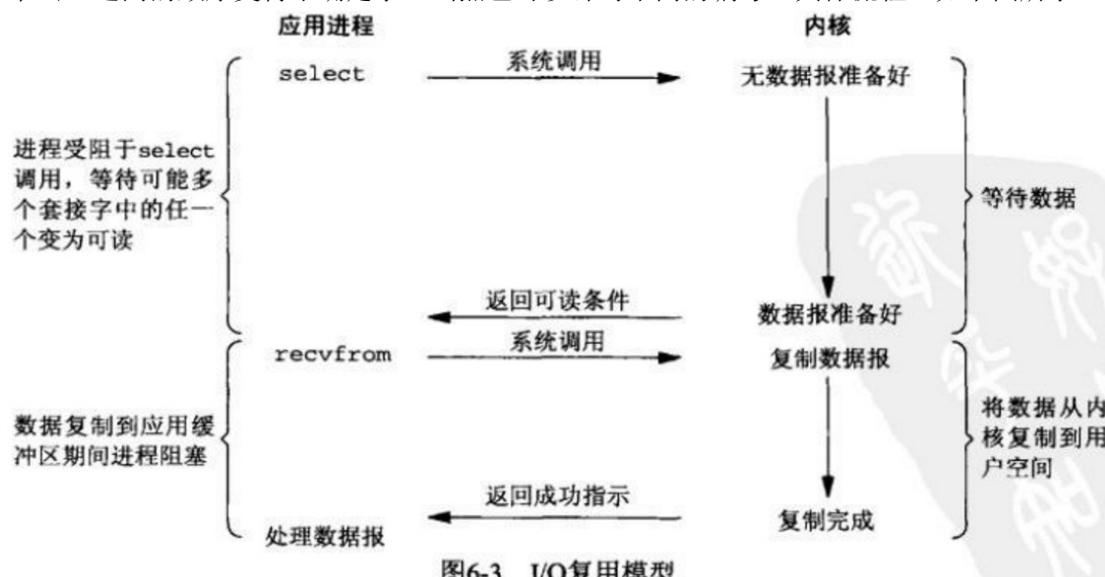 应用进程
内核
select
系统调用
无数据报准备好
进程受阻于select
调用，等待可能多
个套接字中的任一
个变为可读
等待数据
返回可读条件
数据报准备好
recvfrom
系统调用
复制数据报
数据复制到应用缓
冲区期间进程阻塞
将数据从内
核复制到用
户空间
返回成功指示
复制完成
处理数据报
图6-3 I/O复用模型